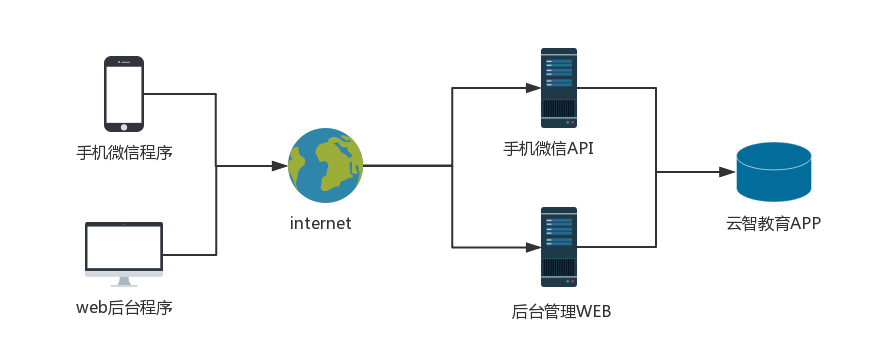 手机微信程序
web后台程序
internet
手机微信API
后台管理WEB
云智教育APP